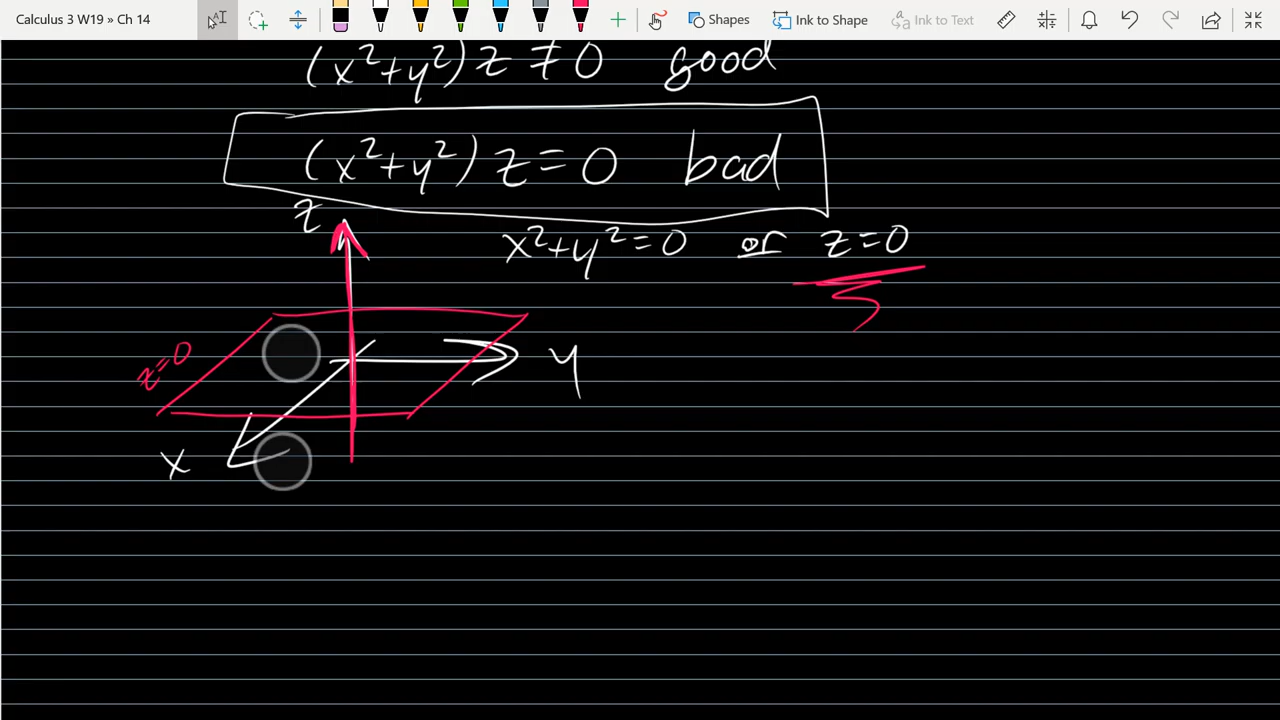 Calculus 3 W19 » Ch 14
Shapes
Ink to Shape
Ink to Text
(x²+y²) z ≠ 0 good
(x²+y²) z = 0 bad
z
x²+y²=0 or z=0
z=0
y
x